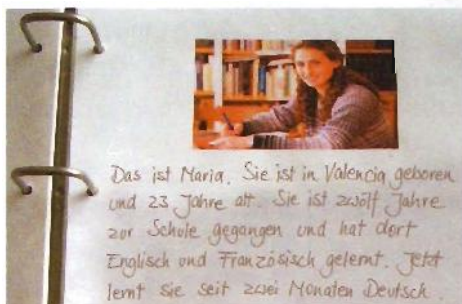 Das ist Maria. Sie ist in Valencia geboren
und 23 Jahre alt. Sie ist zwölf Jahre
zur Schule gegangen und hat dort
Englisch und Französisch gelernt. Jetzt
lernt sie seit zwei Monaten Deutsch.